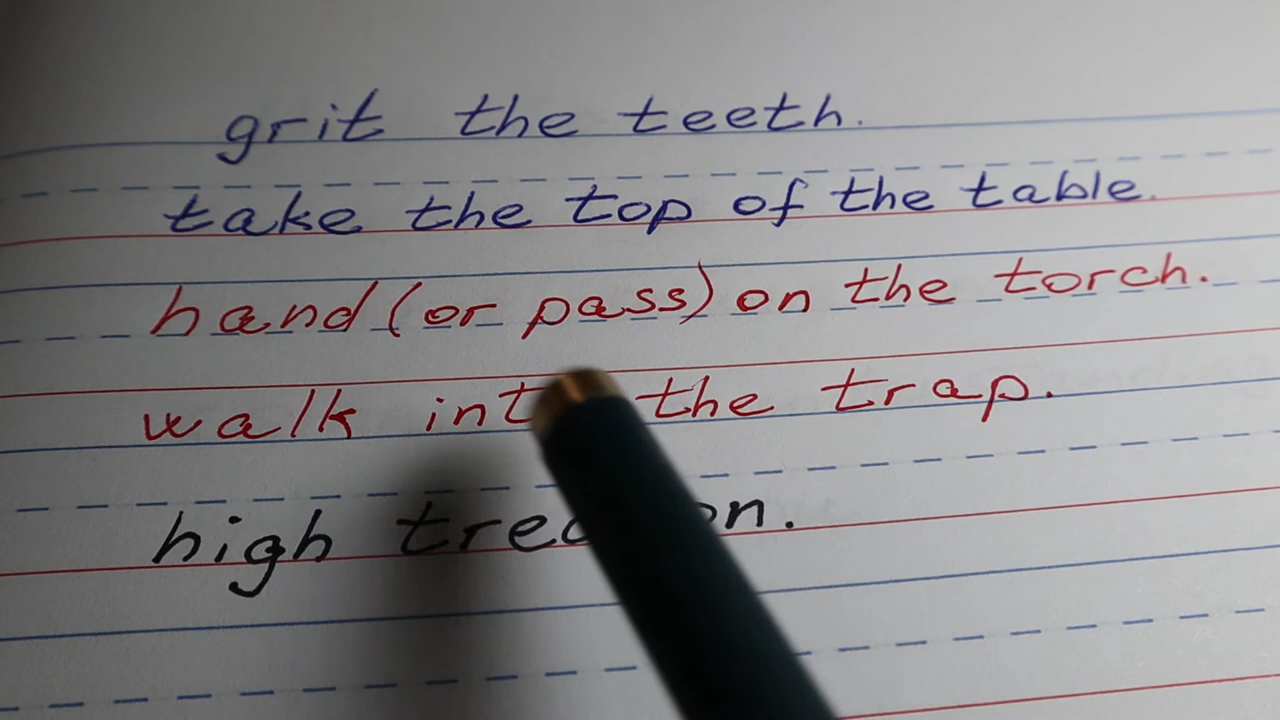 grit the teeth.
take the top of the table.
hand (or pass) on the torch.
walk the trap.
high